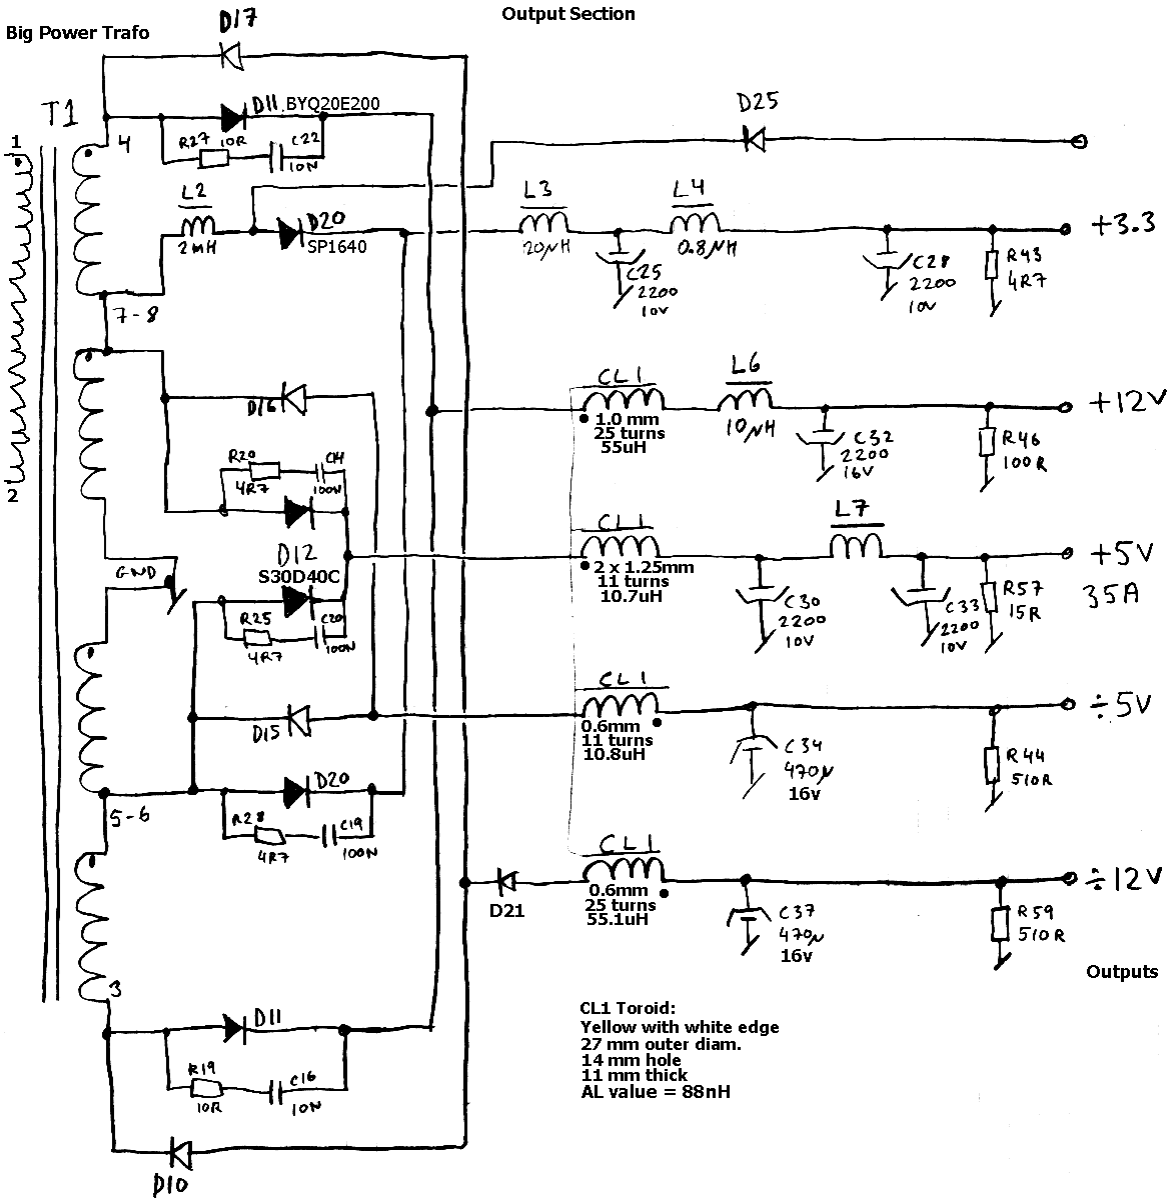 Output Section
Big Power Trafo
D17
T1
D11
BYQ20E200
D25
1
4
R27
10R
C22
10N
L2
2mH
D20
SP1640
L3
20µH
L4
0.8µH
+3.3
C25
2200
10V
C28
2200
10V
R43
4R7
7-8
D16
CL1
1.0 mm
25 turns
55uH
L6
10µH
+12V
C32
2200
16V
R46
100R
R20
4R7
C14
100N
2
L7
D12
S30D40C
CL1
2 x 1.25mm
11 turns
10.7uH
+5V
35A
GND
C30
2200
10V
C33
2200
10V
R57
15R
R25
4R7
C20
100N
D15
CL1
0.6mm
11 turns
10.8uH
÷5V
C34
470µ
16v
R44
510R
D20
5-6
R28
4R7
C19
100N
CL1
D21
0.6mm
25 turns
55.1uH
÷12V
C37
470µ
16v
R59
510R
Outputs
3
D11
R19
10R
C16
10N
D10
CL1 Toroid:
Yellow with white edge
27 mm outer diam.
14 mm hole
11 mm thick
AL value = 88nH